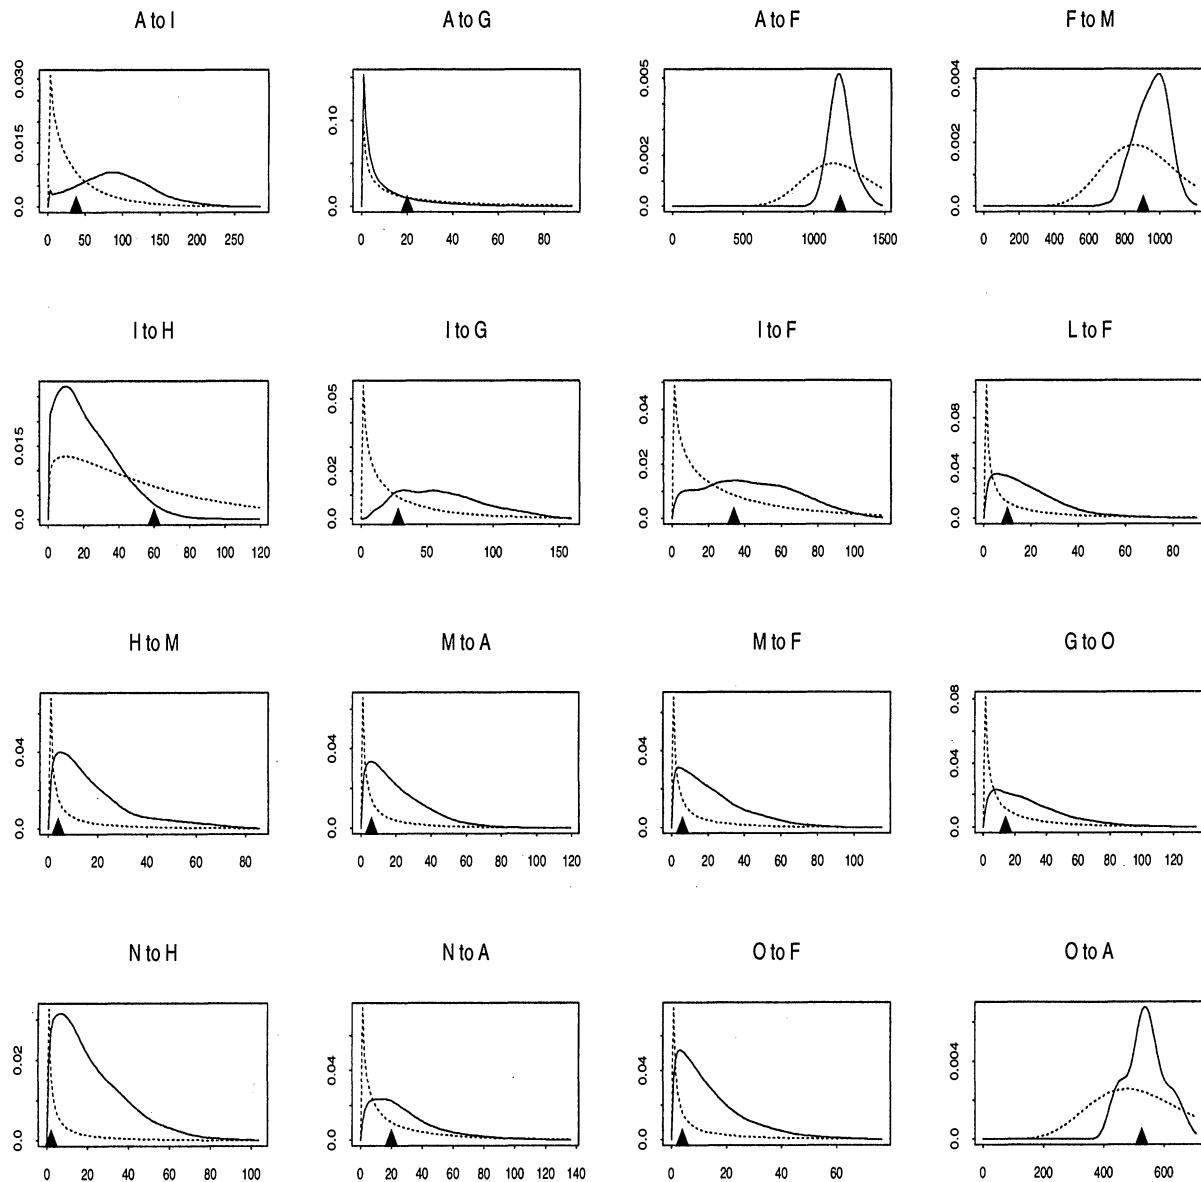 A to I
A to G
A to F
F to M
0.0 0.015 0.030
0 50 100 150 200 250
0.0 0.10
0 20 40 60 80
0.0 0.002 0.005
0 500 1000 1500
0.0 0.002 0.004
0 200 400 600 800 1000
I to H
I to G
I to F
L to F
0.0 0.015
0 20 40 60 80 100 120
0.0 0.02 0.05
0 50 100 150
0.0 0.02 0.04
0 20 40 60 80 100
0.0 0.04 0.08
0 20 40 60 80
H to M
M to A
M to F
G to O
0.0 0.04
0 20 40 60 80
0.0 0.04
0 20 40 60 80 100 120
0.0 0.04
0 20 40 60 80 100
0.0 0.04 0.08
0 20 40 60 80 100 120
N to H
N to A
O to F
O to A
0.0 0.02
0 20 40 60 80 100
0.0 0.04
0 20 40 60 80 100 120 140
0.0 0.04
0 20 40 60
0.0 0.004
0 200 400 600